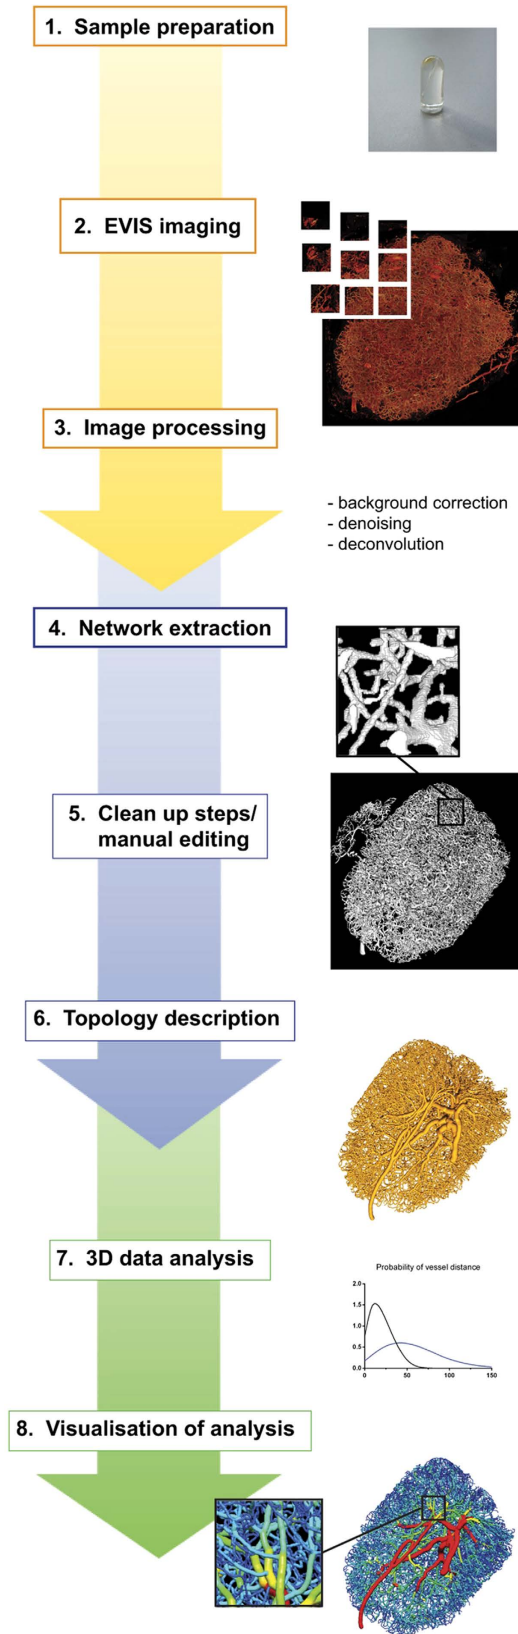 1. Sample preparation
2. EVIS imaging
3. Image processing
- background correction
- denoising
- deconvolution
4. Network extraction
5. Clean up steps/
manual editing
6. Topology description
7. 3D data analysis
Probability of vessel distance
2.0
1.5
1.0
0.5
0.0
0 50 100 150
8. Visualisation of analysis